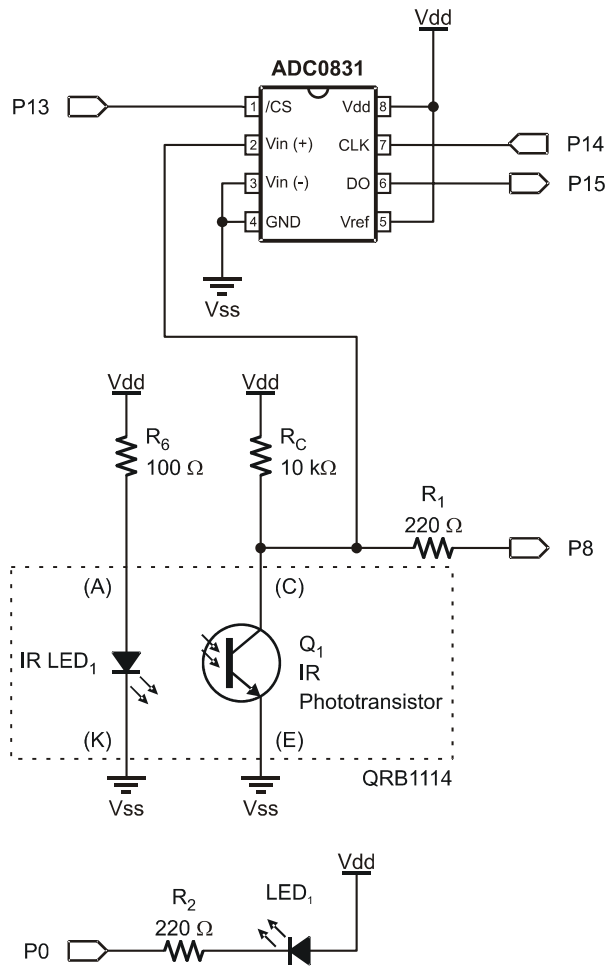 Vdd
ADC0831
P13
1
/CS
Vdd
8
2
Vin (+)
CLK
7
P14
3
Vin (-)
DO
6
P15
4
GND
Vref
5
Vss
Vdd
Vdd
R6
100 Ω
RC
10 kΩ
R1
220 Ω
P8
(A)
(C)
IR LED1
Q1
IR
Phototransistor
(K)
(E)
QRB1114
Vss
Vss
Vdd
R2
220 Ω
LED1
P0